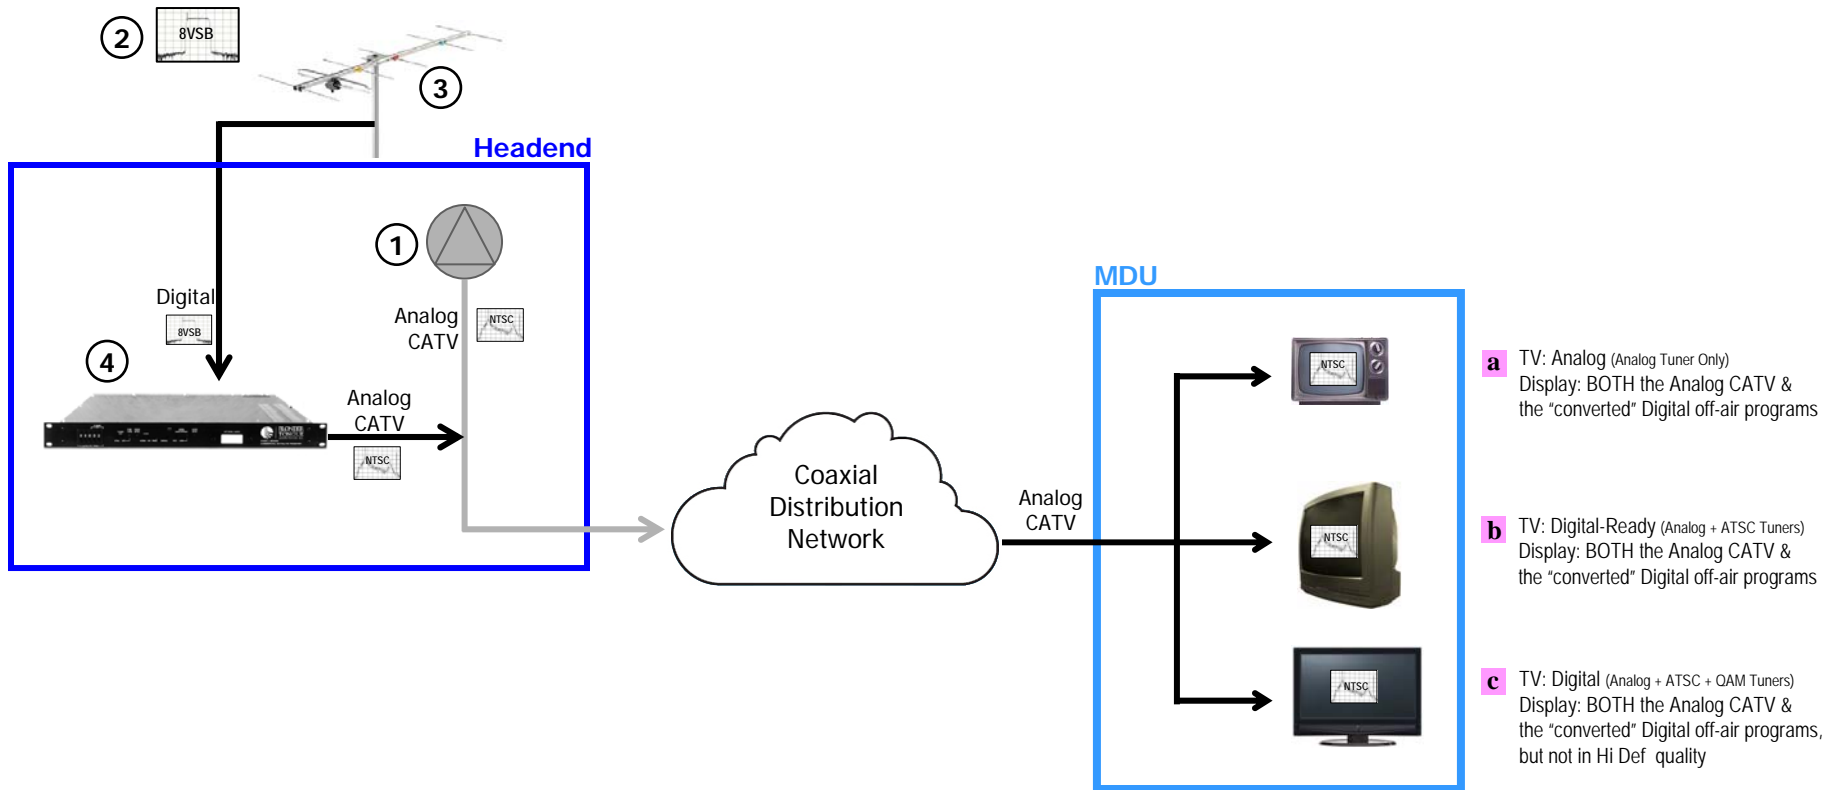 2
8VSB
3
Headend
1
Digital
8VSB
Analog
CATV
NTSC
4
Analog
CATV
NTSC
BLONDER
TONGUE
Coaxial
Distribution
Network
Analog
CATV
MDU
NTSC
a TV: Analog (Analog Tuner Only)
Display: BOTH the Analog CATV &
the “converted” Digital off-air programs
NTSC
b TV: Digital-Ready (Analog + ATSC Tuners)
Display: BOTH the Analog CATV &
the “converted” Digital off-air programs
NTSC
c TV: Digital (Analog + ATSC + QAM Tuners)
Display: BOTH the Analog CATV &
the “converted” Digital off-air programs,
but not in Hi Def quality